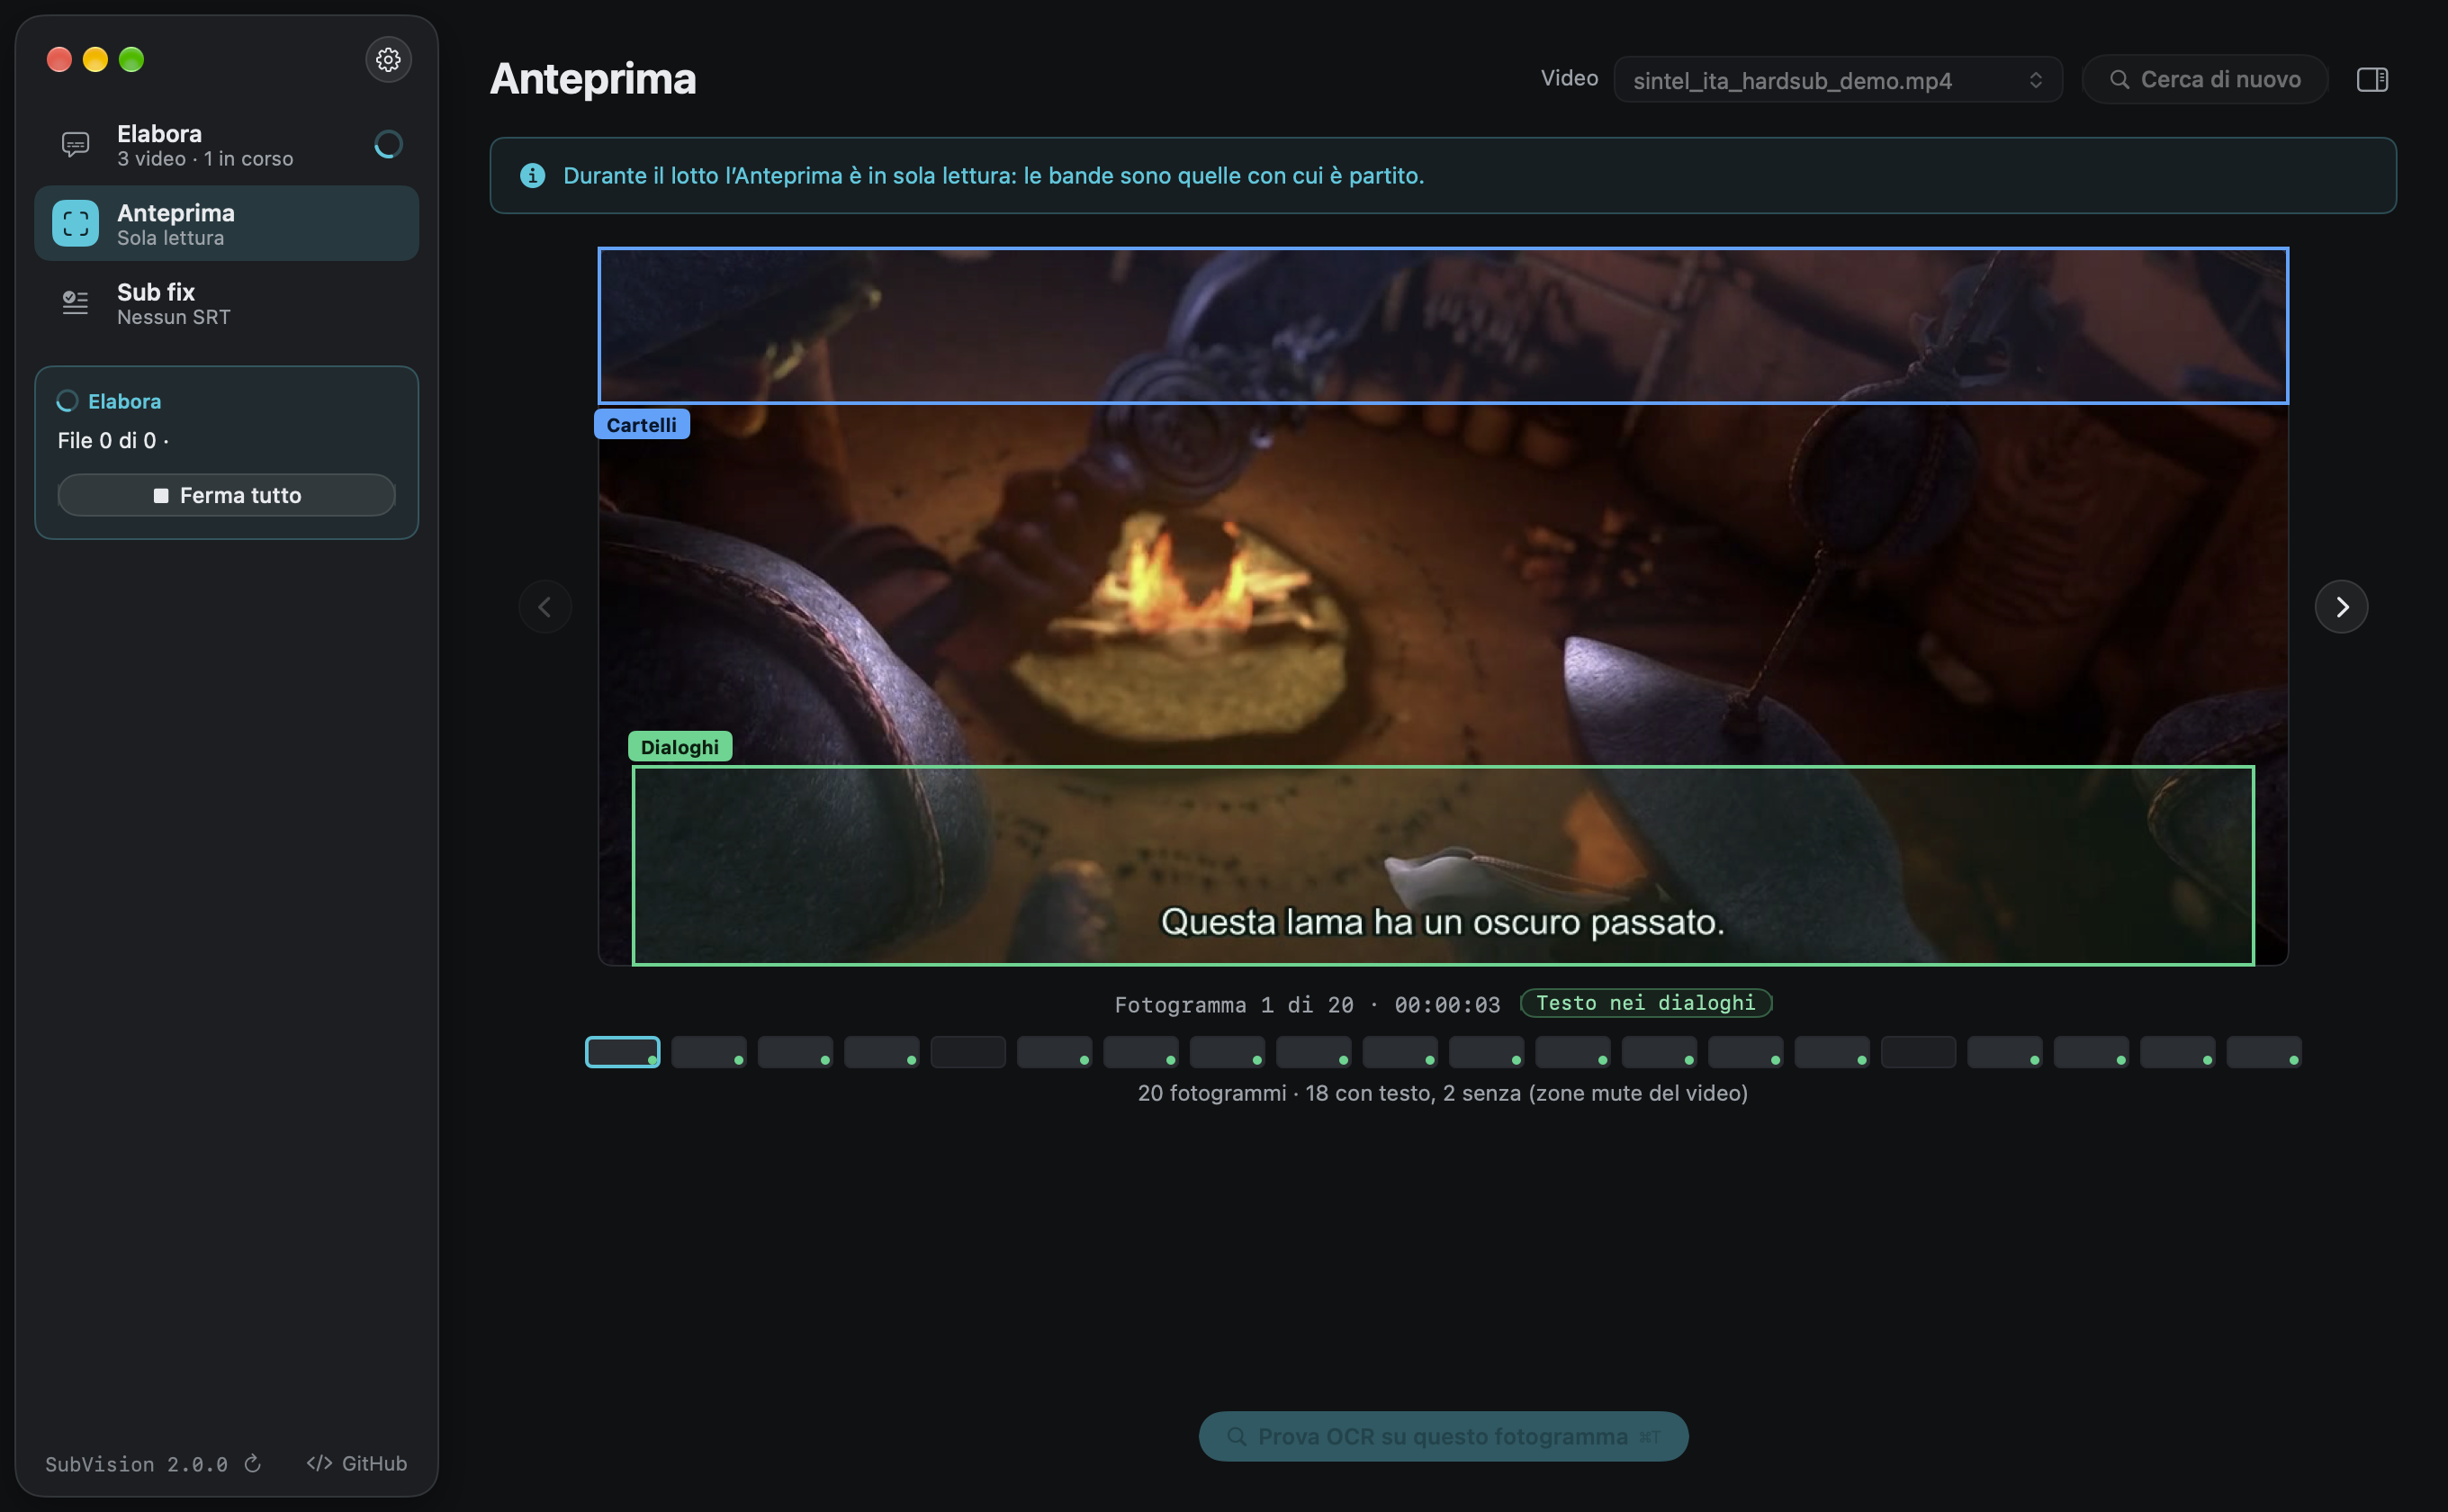 Elabora
3 video · 1 in corso
Anteprima
Sola lettura
Sub fix
Nessun SRT
Elabora
File 0 di 0 ·
Ferma tutto
SubVision 2.0.0
</> GitHub
Anteprima
Video
sintel_ita_hardsub_demo.mp4
Cerca di nuovo
Durante il lotto l’Anteprima è in sola lettura: le bande sono quelle con cui è partito.
Cartelli
Dialoghi
Questa lama ha un oscuro passato.
Fotogramma 1 di 20 · 00:00:03
Testo nei dialoghi
20 fotogrammi · 18 con testo, 2 senza (zone mute del video)
Prova OCR su questo fotogramma ⌘T